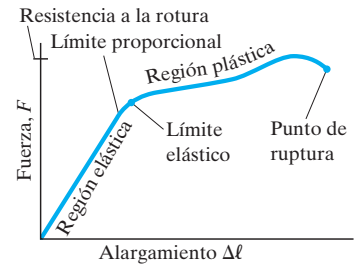 Resistencia a la rotura
Límite proporcional
Región plástica
Fuerza, F
Región elástica
Límite
elástico
Punto de
ruptura
Alargamiento Δℓ